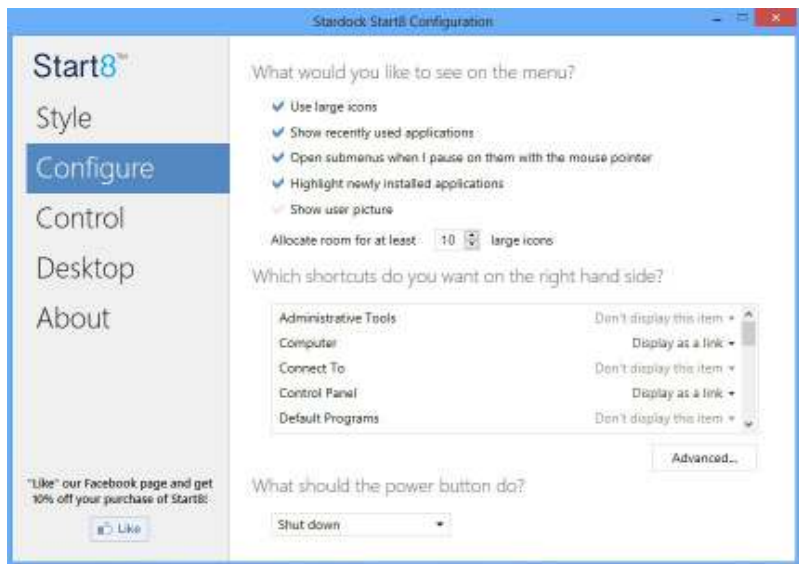 Stardock Start8 Configuration
Start8™
Style
Configure
Control
Desktop
About
"Like" our Facebook page and get
10% off your purchase of Start8!
Like
What would you like to see on the menu?
Use large icons
Show recently used applications
Open submenus when I pause on them with the mouse pointer
Highlight newly installed applications
Show user picture
Allocate room for at least 10 large icons
Which shortcuts do you want on the right hand side?
Administrative Tools Don't display this item
Computer Display as a link
Connect To Don't display this item
Control Panel Display as a link
Default Programs Don't display this item
Advanced...
What should the power button do?
Shut down